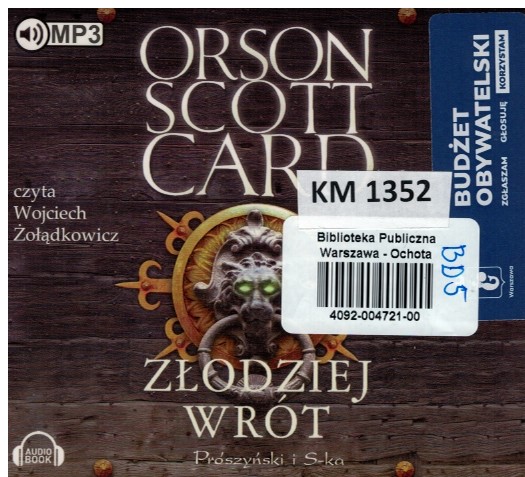 MP3
ORSON
SCOTT
CARD
czyta
Wojciech
Żołądkowicz
KM 1352
Biblioteka Publiczna
Warszawa - Ochota
4092-004721-00
BD5
BUDŻET
OBYWATELSKI
ZGŁASZAM GŁOSUJĘ KORZYSTAM
Warszawa
ZŁODZIEJ
WRÓT
Prószyński i S-ka
AUDIO
BOOK